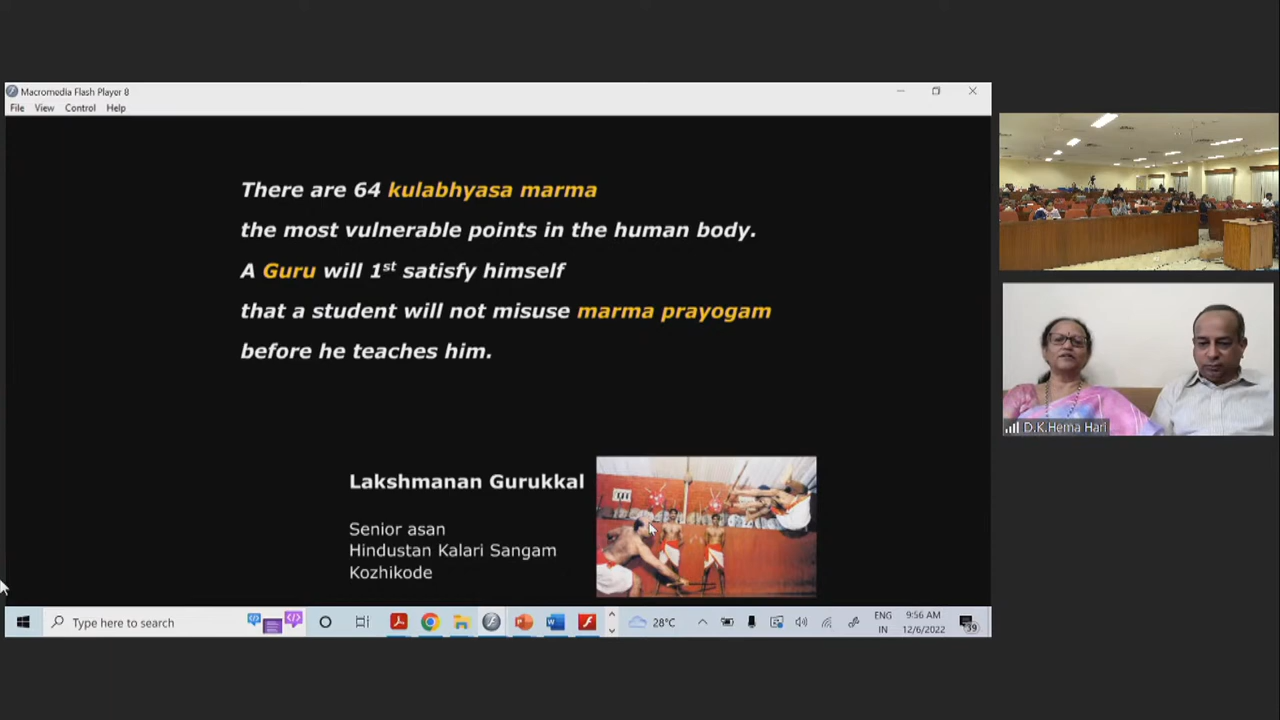 Macromedia Flash Player 8
File View Control Help
There are 64 kulabhyasa marma
the most vulnerable points in the human body.
A Guru will 1st satisfy himself
that a student will not misuse marma prayogam
before he teaches him.
Lakshmanan Gurukkal
Senior asan
Hindustan Kalari Sangam
Kozhikode
D.K.Hema Hari
Type here to search
28°C
ENG
IN
9:56 AM
12/6/2022
39